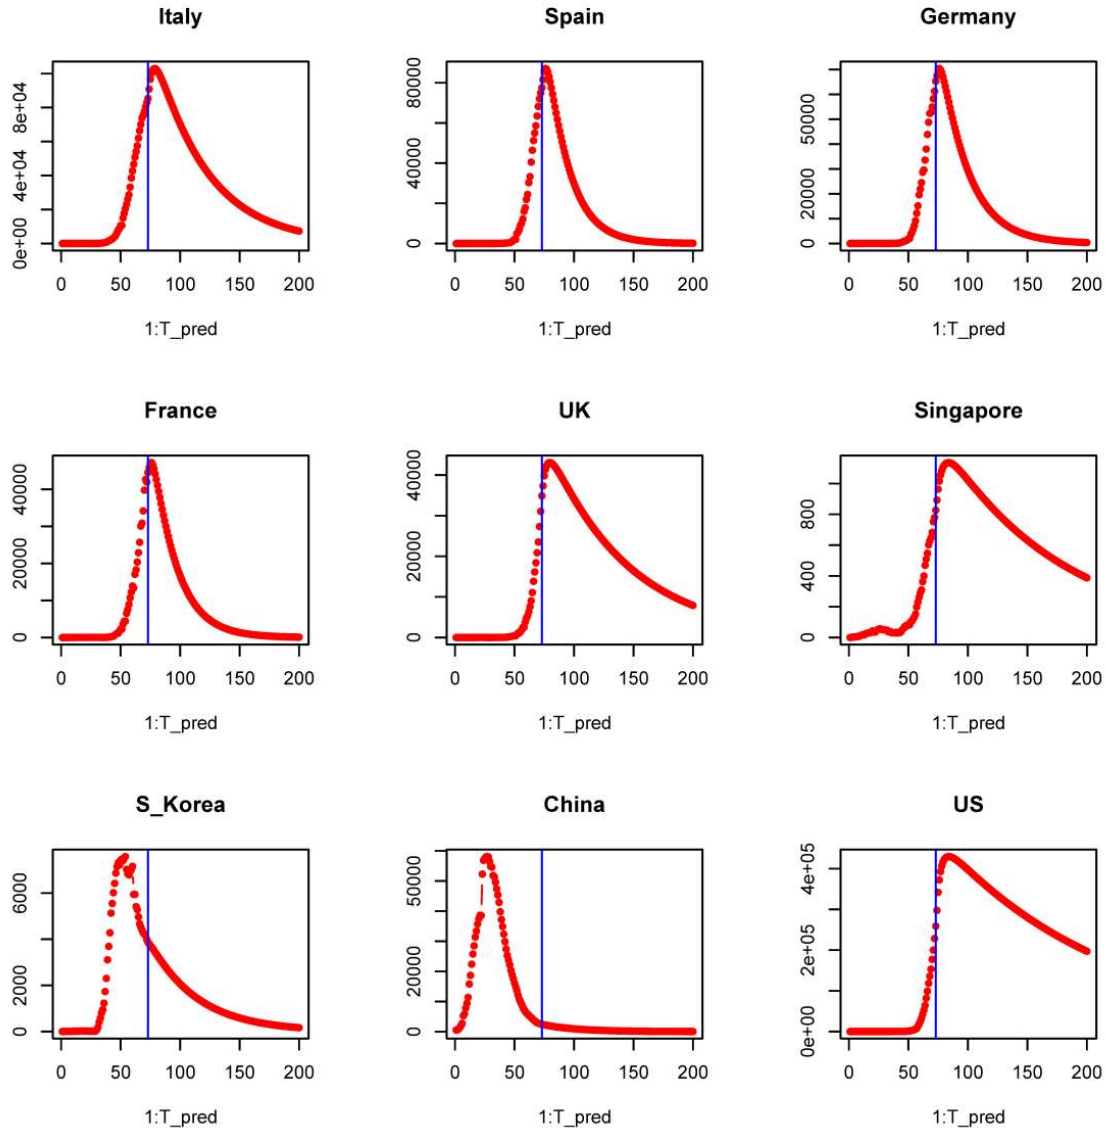 Italy
0e+00 4e+04 8e+04
0 50 100 150 200
1:T_pred
Spain
0 40000 80000
0 50 100 150 200
1:T_pred
Germany
0 20000 50000
0 50 100 150 200
1:T_pred
France
0 20000 40000
0 50 100 150 200
1:T_pred
UK
0 20000 40000
0 50 100 150 200
1:T_pred
Singapore
0 400 800
0 50 100 150 200
1:T_pred
S_Korea
0 2000 6000
0 50 100 150 200
1:T_pred
China
0 20000 50000
0 50 100 150 200
1:T_pred
US
0e+00 2e+05 4e+05
0 50 100 150 200
1:T_pred